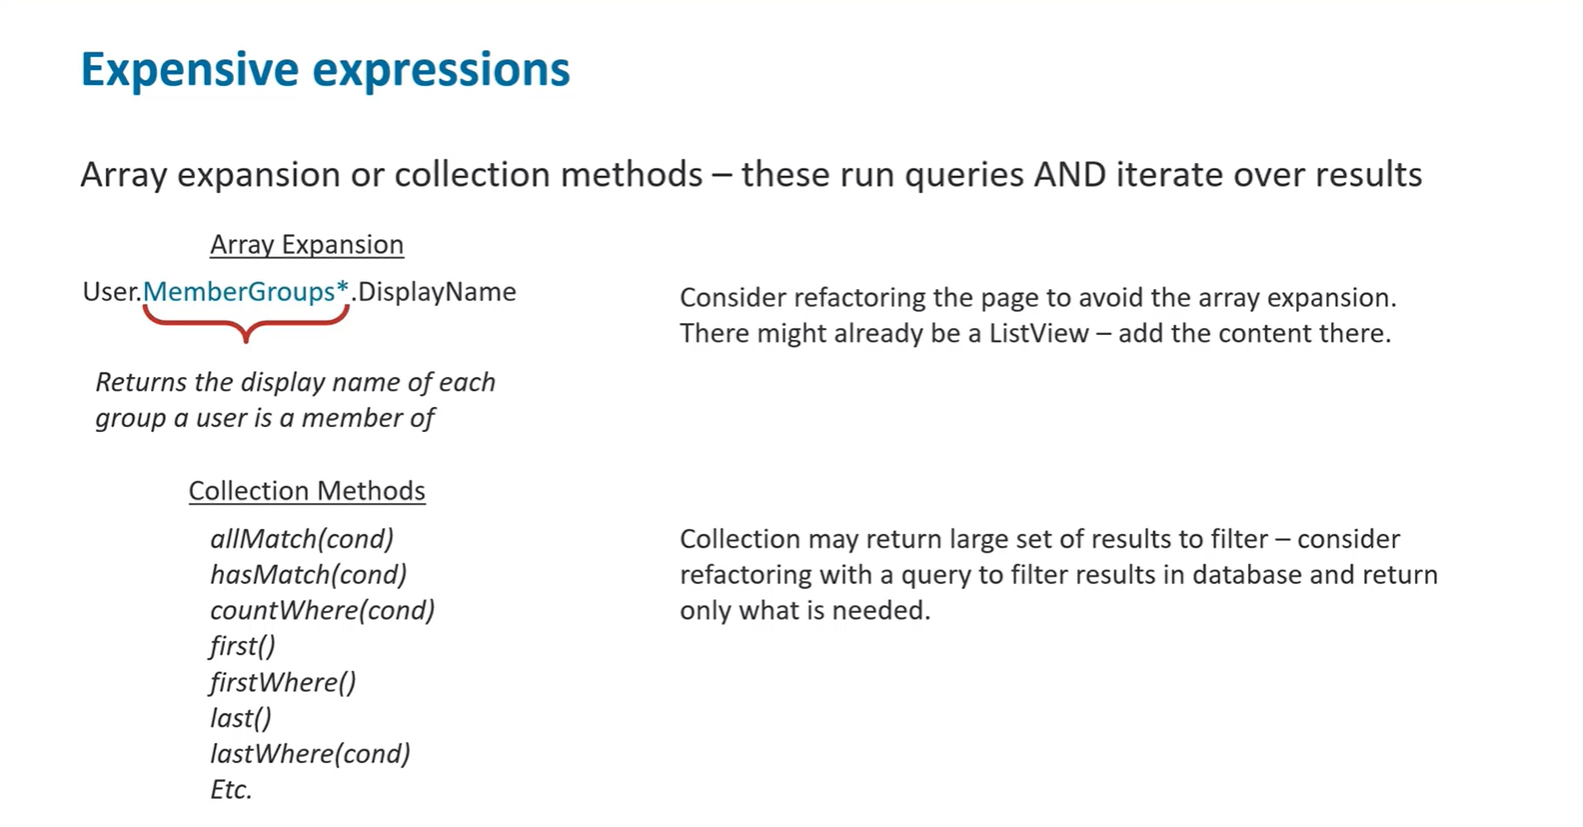 Expensive expressions
Array expansion or collection methods – these run queries AND iterate over results
Array Expansion
User.MemberGroups*.DisplayName
Returns the display name of each
group a user is a member of
Consider refactoring the page to avoid the array expansion.
There might already be a ListView – add the content there.
Collection Methods
allMatch(cond)
hasMatch(cond)
countWhere(cond)
first()
firstWhere()
last()
lastWhere(cond)
Etc.
Collection may return large set of results to filter – consider
refactoring with a query to filter results in database and return
only what is needed.